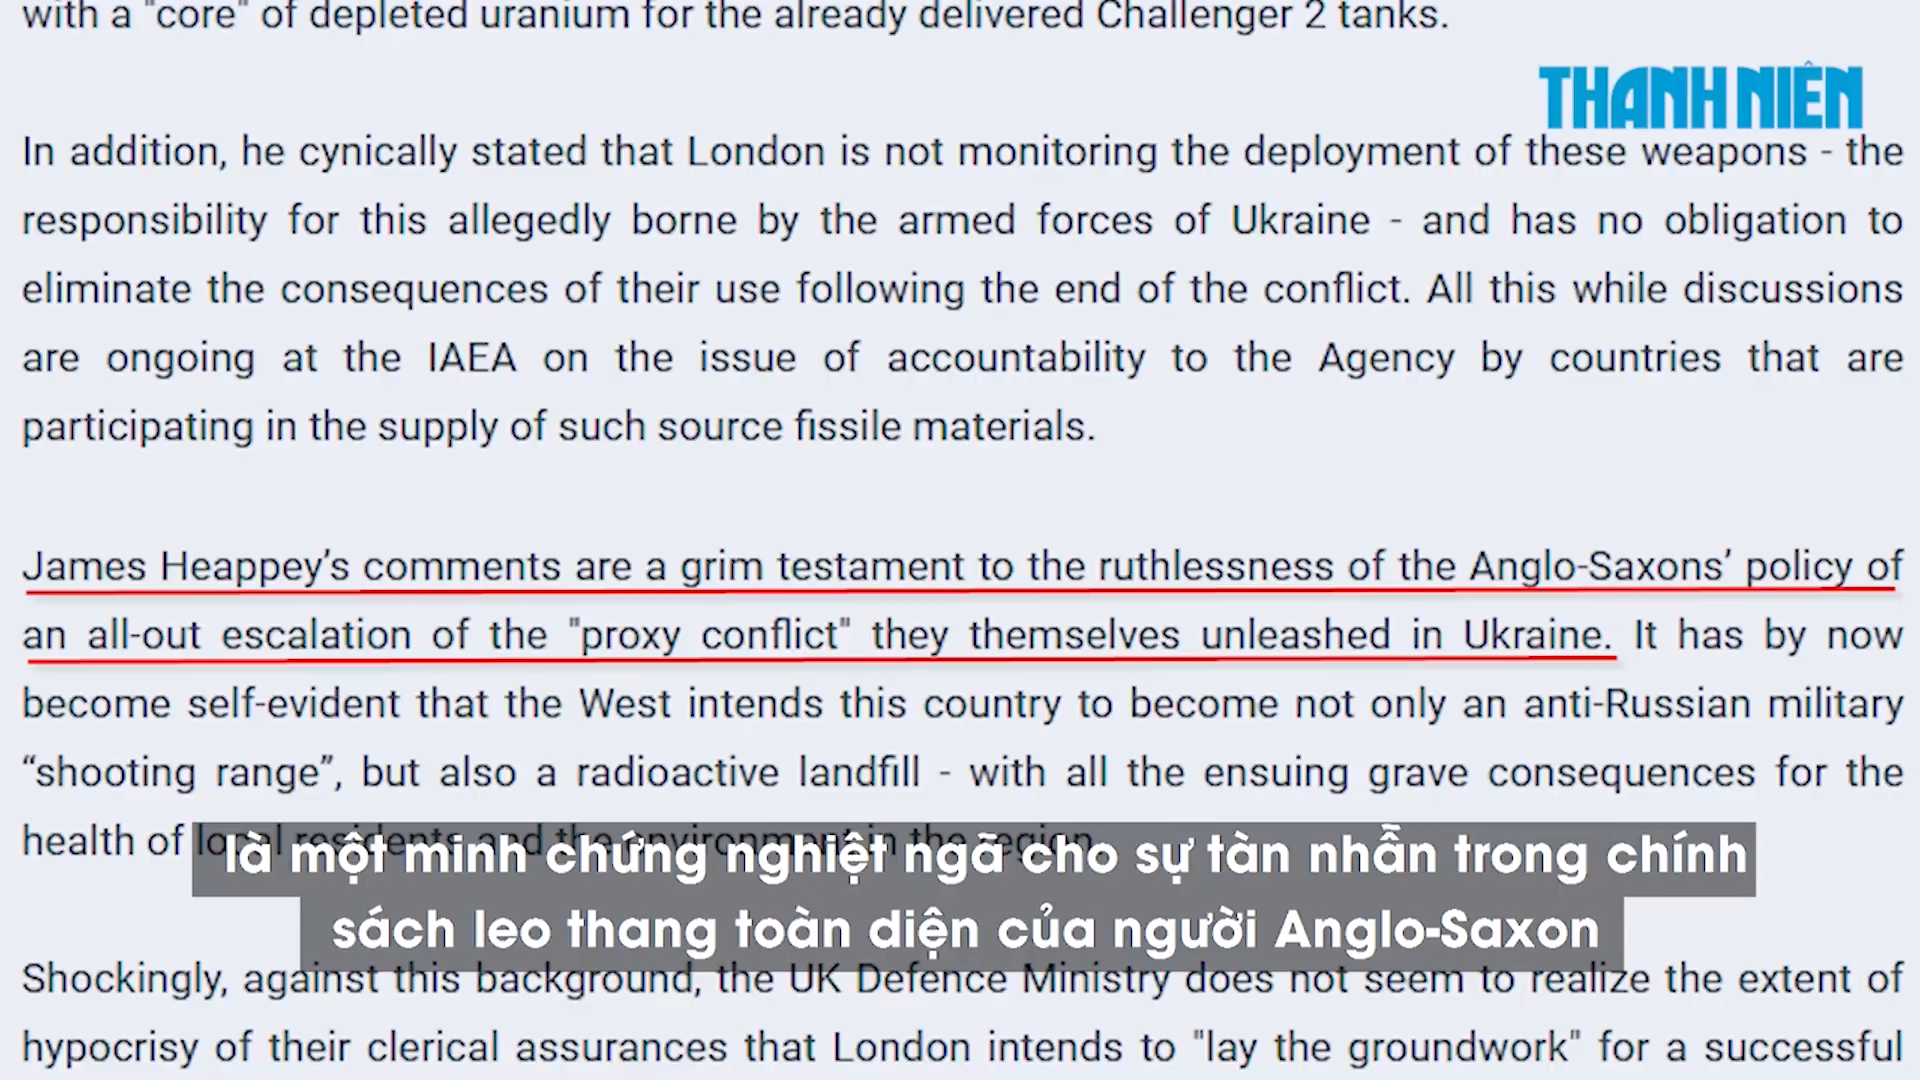 with a "core" of depleted uranium for the already delivered Challenger 2 tanks.
THANH NIÊN
In addition, he cynically stated that London is not monitoring the deployment of these weapons - the
responsibility for this allegedly borne by the armed forces of Ukraine - and has no obligation to
eliminate the consequences of their use following the end of the conflict. All this while discussions
are ongoing at the IAEA on the issue of accountability to the Agency by countries that are
participating in the supply of such source fissile materials.
James Heappey’s comments are a grim testament to the ruthlessness of the Anglo-Saxons’ policy of
an all-out escalation of the "proxy conflict" they themselves unleashed in Ukraine. It has by now
become self-evident that the West intends this country to become not only an anti-Russian military
“shooting range”, but also a radioactive landfill - with all the ensuing grave consequences for the
health of local residents and the environment in the region.
là một minh chứng nghiệt ngã cho sự tàn nhẫn trong chính
sách leo thang toàn diện của người Anglo-Saxon
Shockingly, against this background, the UK Defence Ministry does not seem to realize the extent of
hypocrisy of their clerical assurances that London intends to "lay the groundwork" for a successful